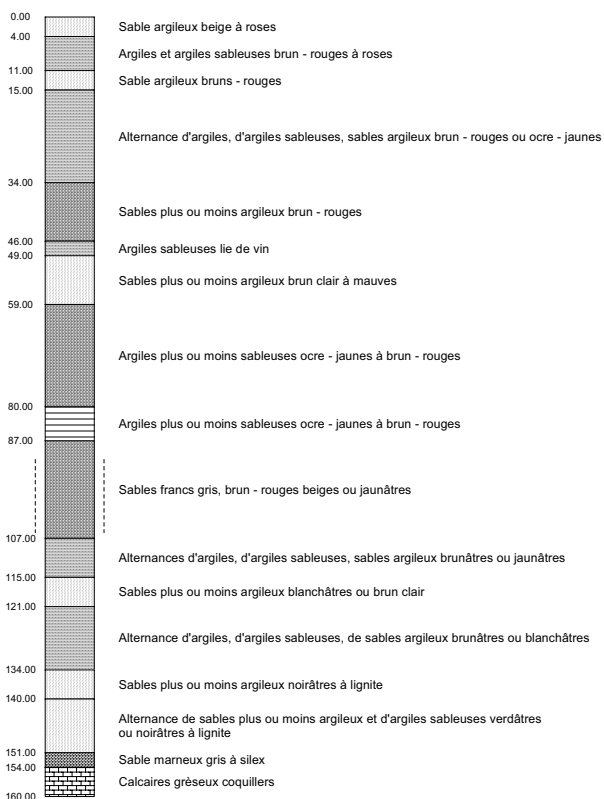 0.00
Sable argileux beige à roses
4.00
Argiles et argiles sableuses brun - rouges à roses
11.00
Sable argileux bruns - rouges
15.00
Alternance d'argiles, d'argiles sableuses, sables argileux brun - rouges ou ocre - jaunes
34.00
Sables plus ou moins argileux brun - rouges
46.00
Argiles sableuses lie de vin
49.00
Sables plus ou moins argileux brun clair à mauves
59.00
Argiles plus ou moins sableuses ocre - jaunes à brun - rouges
80.00
Argiles plus ou moins sableuses ocre - jaunes à brun - rouges
87.00
Sables francs gris, brun - rouges beiges ou jaunâtres
107.00
Alternances d'argiles, d'argiles sableuses, sables argileux brunâtres ou jaunâtres
115.00
Sables plus ou moins argileux blanchâtres ou brun clair
121.00
Alternance d'argiles, d'argiles sableuses, de sables argileux brunâtres ou blanchâtres
134.00
Sables plus ou moins argileux noirâtres à lignite
140.00
Alternance de sables plus ou moins argileux et d'argiles sableuses verdâtres
ou noirâtres à lignite
151.00
Sable marneux gris à silex
154.00
Calcaires grèseux coquillers
160.00